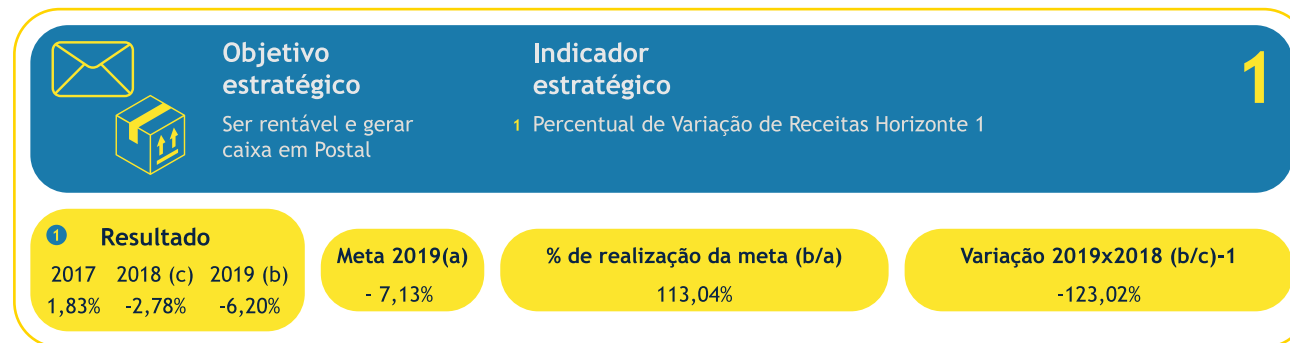 Objetivo
estratégico
Ser rentável e gerar
caixa em Postal
Indicador
estratégico
1 Percentual de Variação de Receitas Horizonte 1
1
1 Resultado
2017 2018 (c) 2019 (b)
1,83% -2,78% -6,20%
Meta 2019(a)
- 7,13%
% de realização da meta (b/a)
113,04%
Variação 2019x2018 (b/c)-1
-123,02%